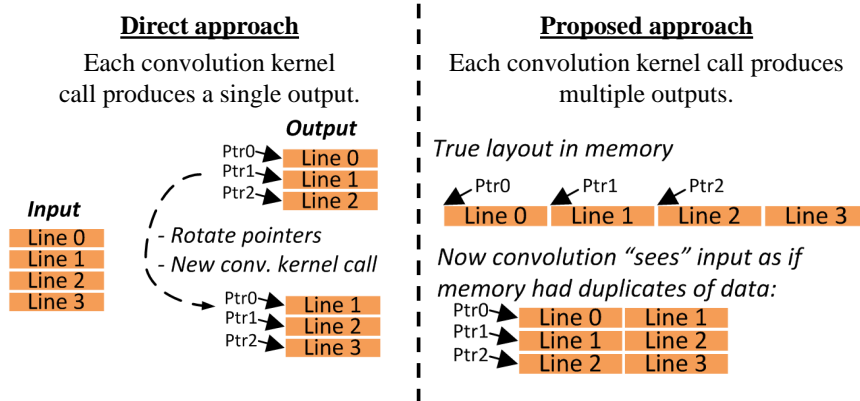 Direct approach
Each convolution kernel
call produces a single output.
Output
Ptr0
Line 0
Ptr1
Line 1
Ptr2
Line 2
Input
Line 0
Line 1
Line 2
Line 3
- Rotate pointers
- New conv. kernel call
Ptr0
Line 1
Ptr1
Line 2
Ptr2
Line 3
Proposed approach
Each convolution kernel call produces
multiple outputs.
True layout in memory
Ptr0 Ptr1 Ptr2
Line 0 Line 1 Line 2 Line 3
Now convolution “sees” input as if
memory had duplicates of data:
Ptr0
Line 0 Line 1
Ptr1
Line 1 Line 2
Ptr2
Line 2 Line 3